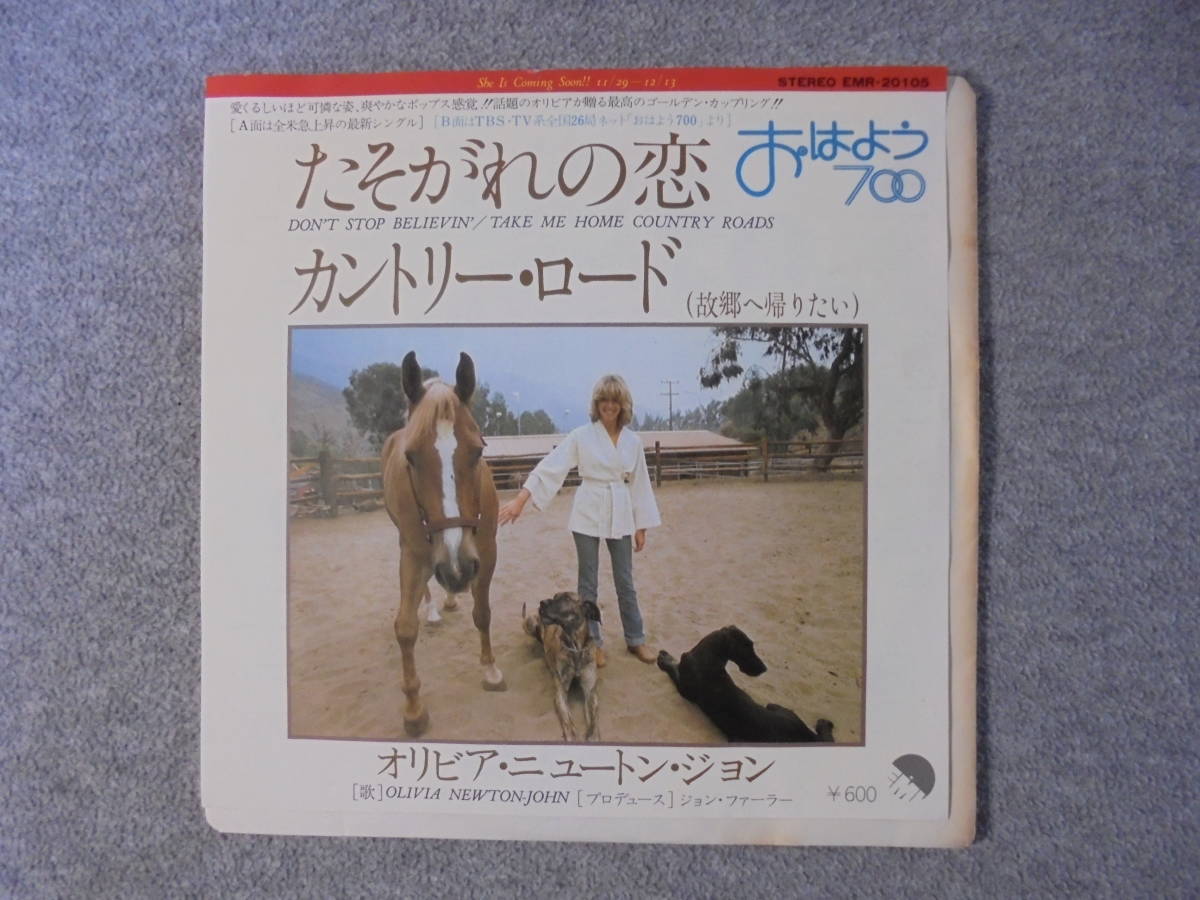 She Is Coming Soon!! 11/29—12/13
STEREO EMR-20105
愛くるしいほど可憐な姿、爽やかなポップス感覚!!話題のオリビアが贈る最高のゴールデン・カップリング!!
[A面は全米急上昇の最新シングル] [B面はTBS・TV系全国26局ネット「おはよう700」より]
たそがれの恋
おはよう
700
DON'T STOP BELIEVIN'/TAKE ME HOME COUNTRY ROADS
カントリー・ロード
(故郷へ帰りたい)
オリビア・ニュートン・ジョン
[歌]OLIVIA NEWTON-JOHN [プロデュース]ジョン・ファーラー
¥600